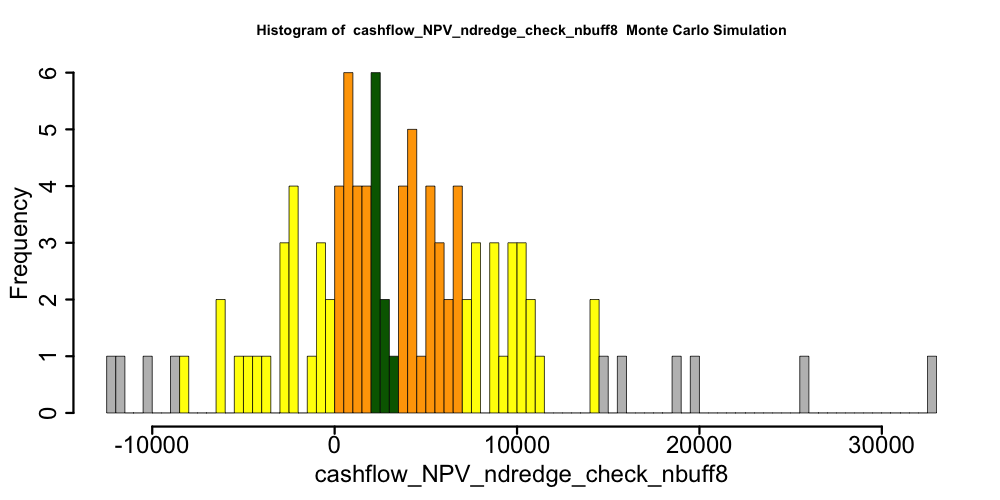 Histogram of  cashflow_NPV_ndredge_check_nbuff8  Monte Carlo Simulation
Frequency
6
5
4
3
2
1
0
-10000 0 10000 20000 30000
cashflow_NPV_ndredge_check_nbuff8